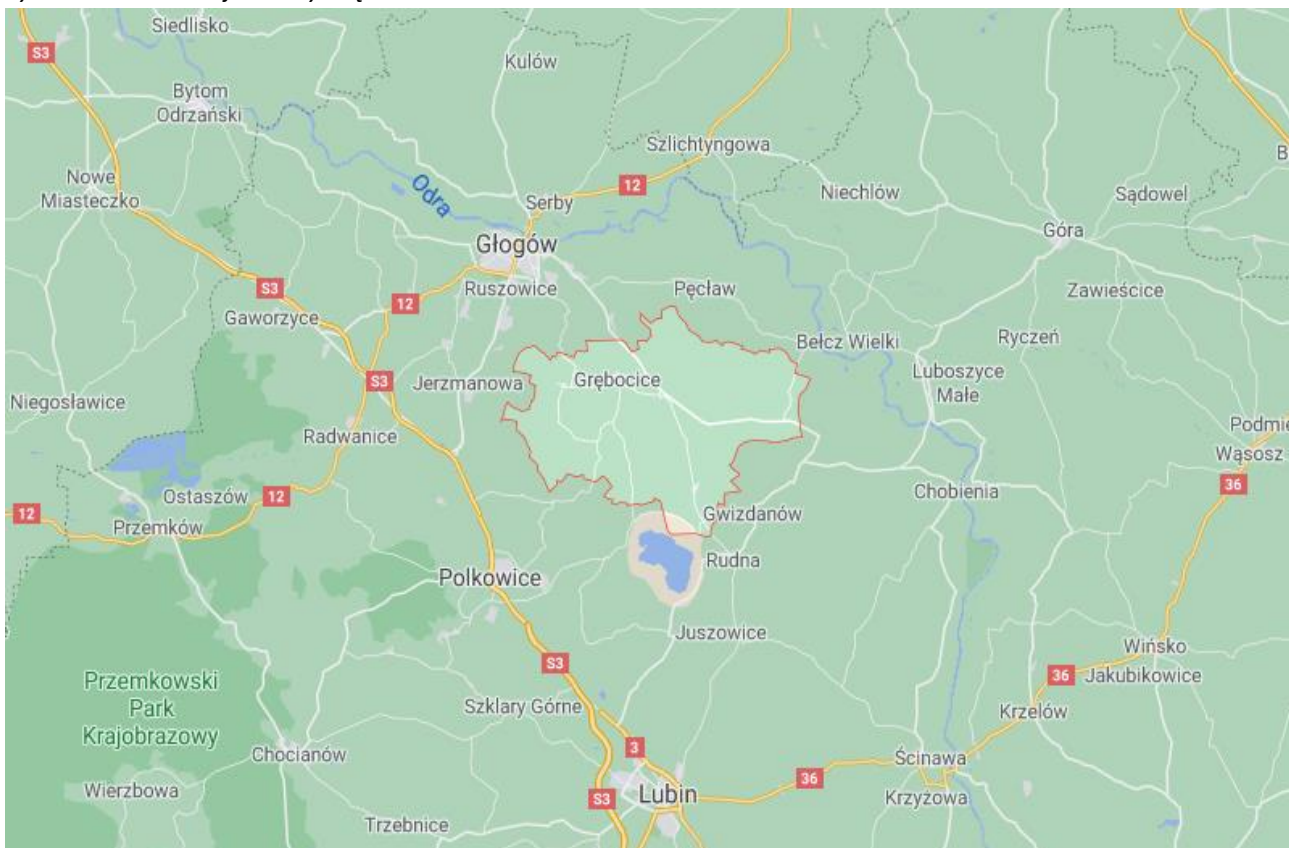 Siedlisko
S3
Kulów
Bytom
Odrzański
Szlichtyngowa
Nowe
Miasteczko
Odra
12
Niechlów
Sądowel
Serby
Góra
Głogów
S3
Ruszowice
Pęcław
Zawieścice
12
Gaworzyce
Bełcz Wielki
Ryczeń
S3
Jerzmanowa
Grębocice
Luboszyce
Małe
Niegosławice
Radwanice
Podmie
Wąsosz
Ostaszów
12
Chobienia
36
12
Przemków
Gwizdanów
Rudna
Polkowice
Juszowice
Wińsko
S3
36
Jakubikowice
Przemkowski
Park
Krajobrazowy
Szklary Górne
Krzelów
Chocianów
3
Ścinawa
36
Wierzbowa
S3
Lubin
Krzyżowa
Trzebnice